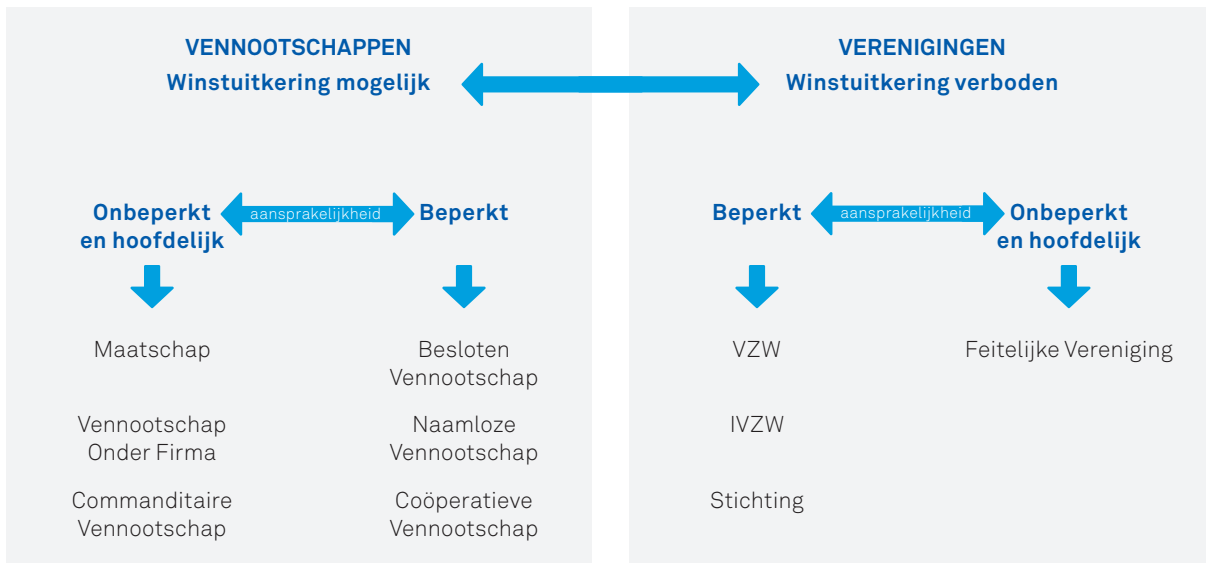 VENNOOTSCHAPPEN
Winstuitkering mogelijk
Onbeperkt
en hoofdelijk
aansprakelijkheid
Beperkt
Maatschap
Besloten
Vennootschap
Vennootschap
Onder Firma
Naamloze
Vennootschap
Commanditaire
Vennootschap
Coöperatieve
Vennootschap
VERENIGINGEN
Winstuitkering verboden
Beperkt
aansprakelijkheid
Onbeperkt
en hoofdelijk
VZW
Feitelijke Vereniging
IVZW
Stichting